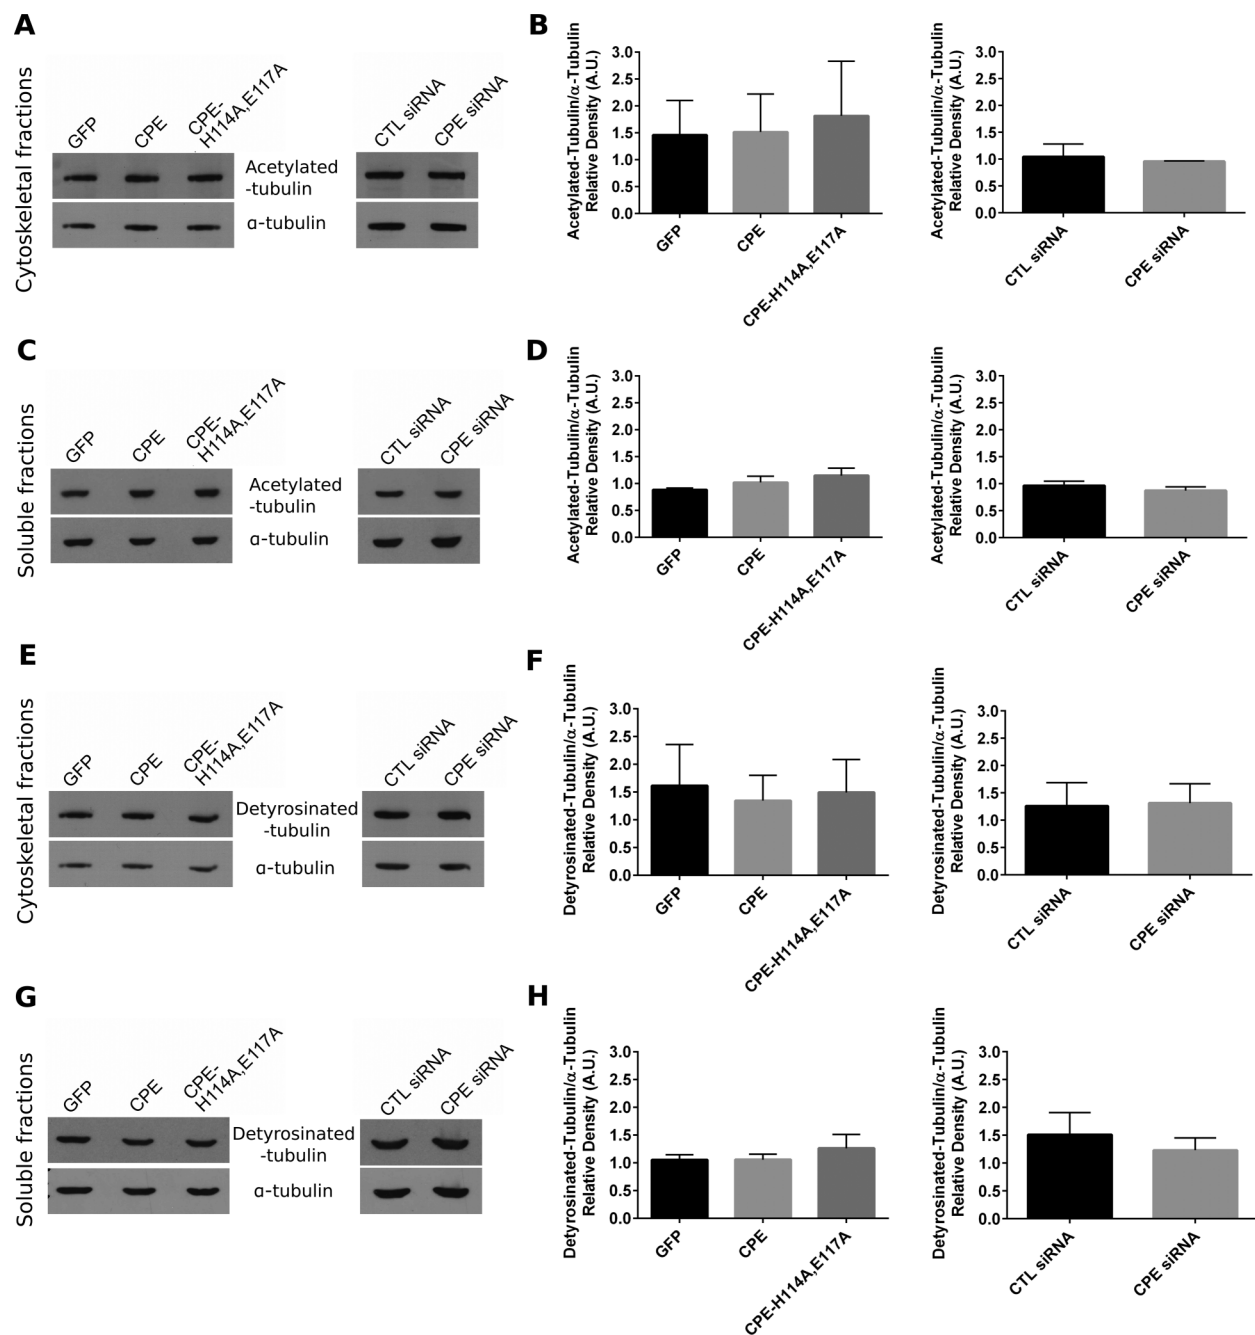 A
Cytoskeletal fractions
GFP
CPE
CPE-
H114A,E117A
CTL siRNA
CPE siRNA
Acetylated
-tubulin
α-tubulin
B
Acetylated-Tubulin/α-Tubulin
Relative Density (A.U.)
3.0
2.5
2.0
1.5
1.0
0.5
0.0
GFP
CPE
CPE-H114A,E117A
Acetylated-Tubulin/α-Tubulin
Relative Density (A.U.)
3.0
2.5
2.0
1.5
1.0
0.5
0.0
CTL siRNA
CPE siRNA
C
Soluble fractions
GFP
CPE
CPE-
H114A,E117A
CTL siRNA
CPE siRNA
Acetylated
-tubulin
α-tubulin
D
Acetylated-Tubulin/α-Tubulin
Relative Density (A.U.)
3.0
2.5
2.0
1.5
1.0
0.5
0.0
GFP
CPE
CPE-H114A,E117A
Acetylated-Tubulin/α-Tubulin
Relative Density (A.U.)
3.0
2.5
2.0
1.5
1.0
0.5
0.0
CTL siRNA
CPE siRNA
E
Cytoskeletal fractions
GFP
CPE
CPE-
H114A,E117A
CTL siRNA
CPE siRNA
Detyrosinated
-tubulin
α-tubulin
F
Detyrosinated-Tubulin/α-Tubulin
Relative Density (A.U.)
3.0
2.5
2.0
1.5
1.0
0.5
0.0
GFP
CPE
CPE-H114A,E117A
Detyrosinated-Tubulin/α-Tubulin
Relative Density (A.U.)
3.0
2.5
2.0
1.5
1.0
0.5
0.0
CTL siRNA
CPE siRNA
G
Soluble fractions
GFP
CPE
CPE-
H114A,E117A
CTL siRNA
CPE siRNA
Detyrosinated
-tubulin
α-tubulin
H
Detyrosinated-Tubulin/α-Tubulin
Relative Density (A.U.)
3.0
2.5
2.0
1.5
1.0
0.5
0.0
GFP
CPE
CPE-H114A,E117A
Detyrosinated-Tubulin/α-Tubulin
Relative Density (A.U.)
3.0
2.5
2.0
1.5
1.0
0.5
0.0
CTL siRNA
CPE siRNA